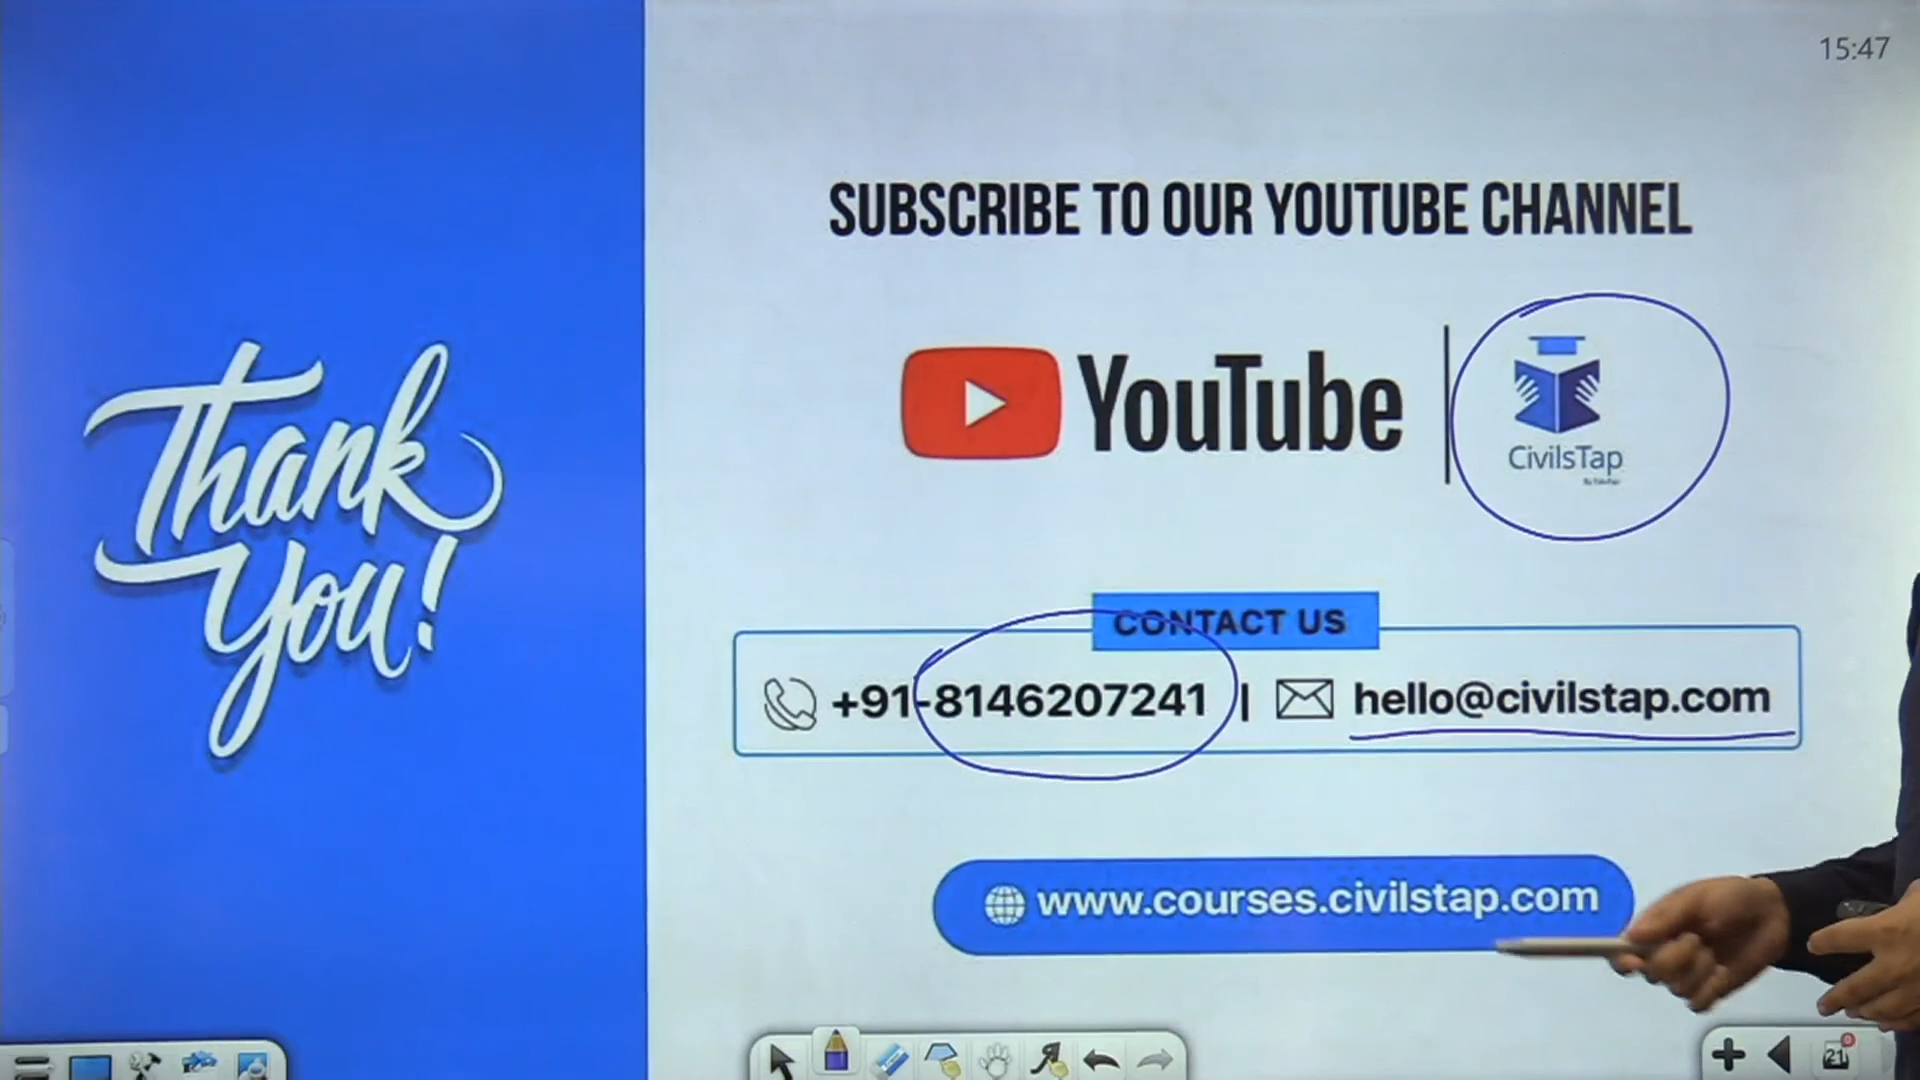 15:47
SUBSCRIBE TO OUR YOUTUBE CHANNEL
Thank
You!
YouTube
CivilsTap
CONTACT US
+91-8146207241 | hello@civilstap.com
www.courses.civilstap.com
21